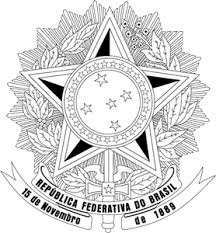 REPÚBLICA FEDERATIVA DO BRASIL
15 de Novembro de 1889